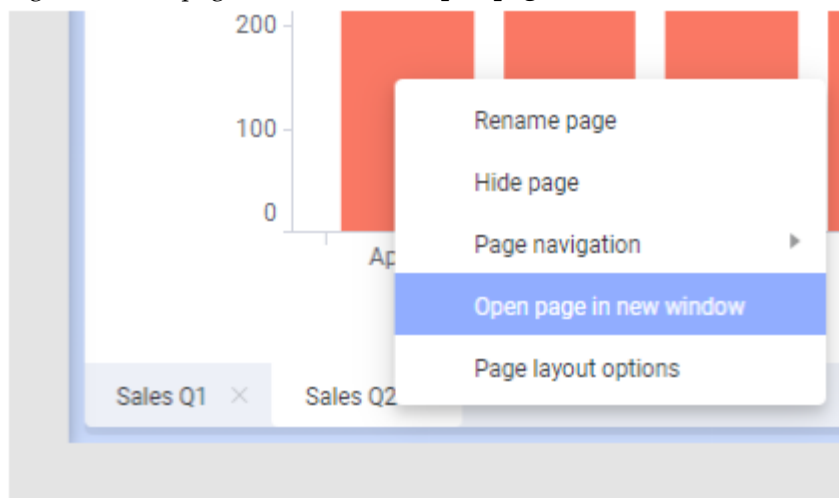 200
100
0
Ap
Rename page
Hide page
Page navigation
Open page in new window
Page layout options
Sales Q1
Sales Q2